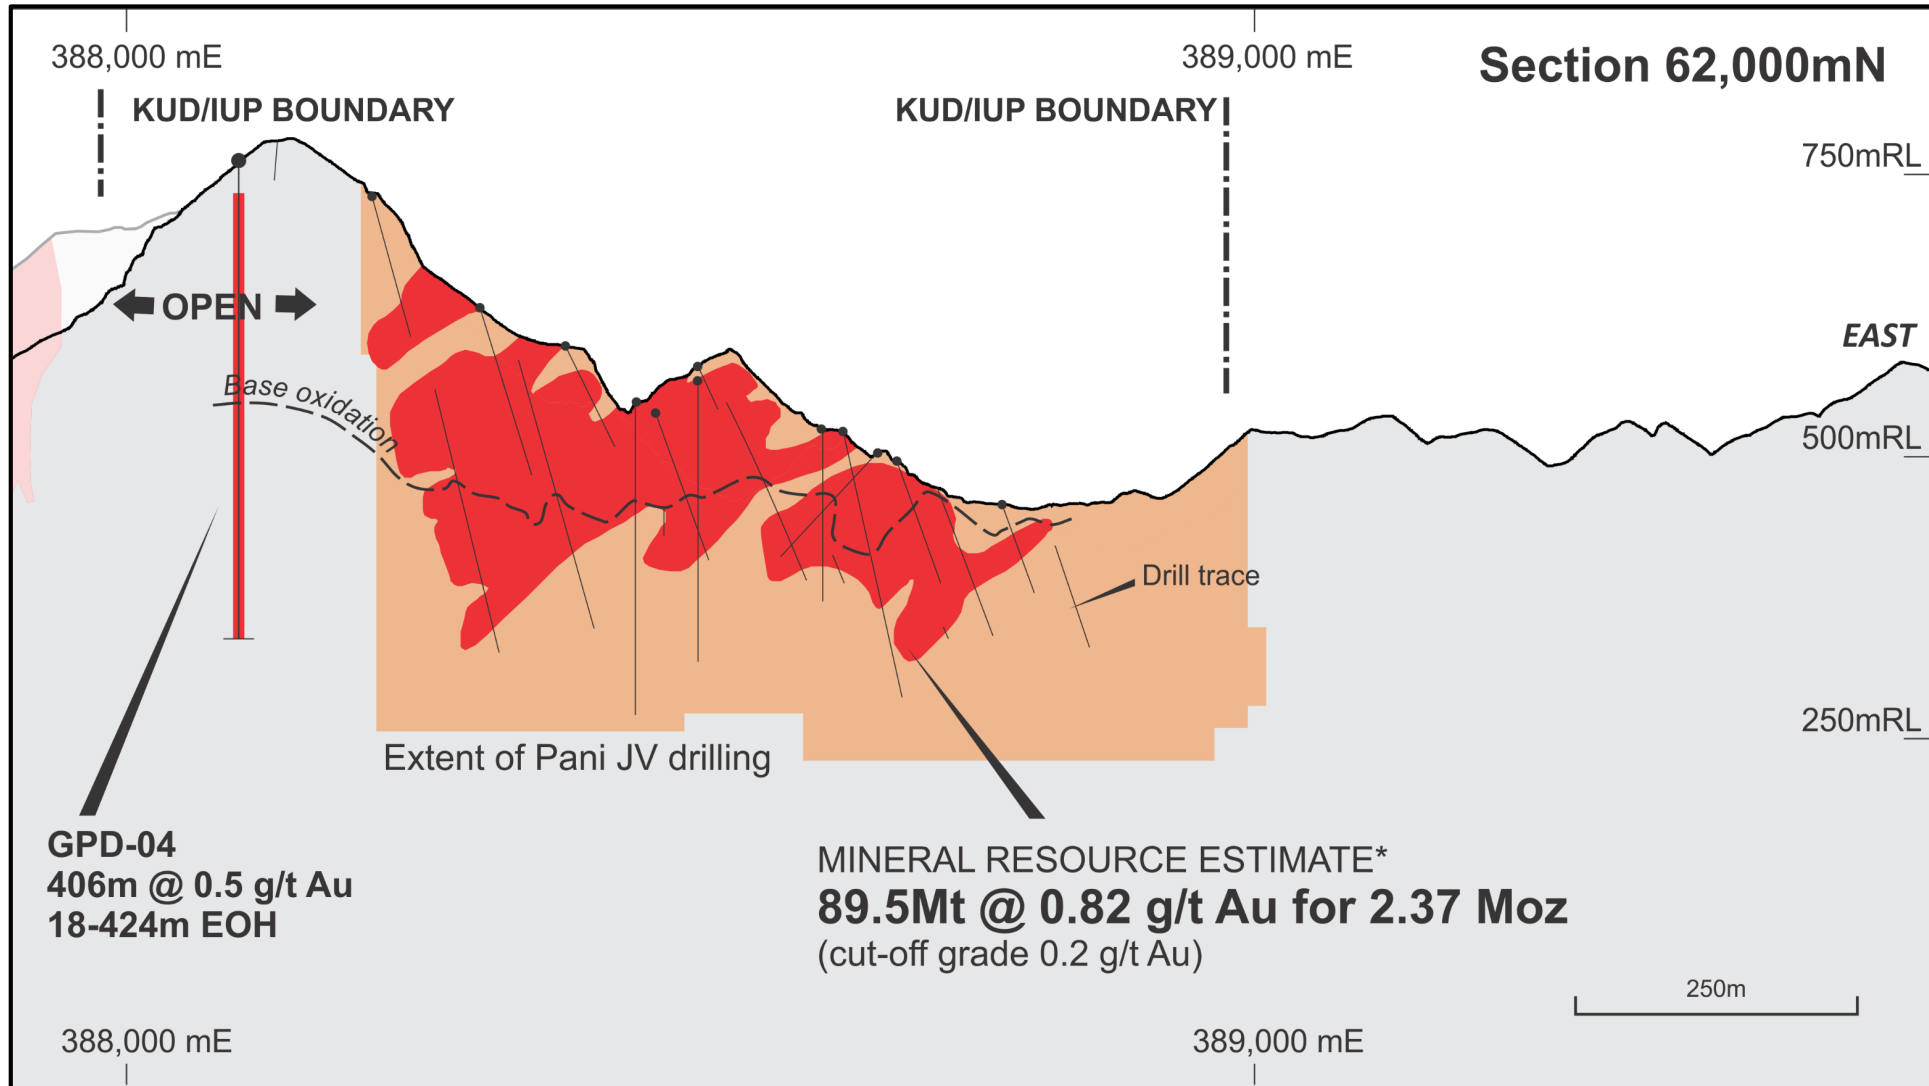 388,000 mE
389,000 mE
Section 62,000mN
KUD/IUP BOUNDARY
KUD/IUP BOUNDARY
750mRL
OPEN
EAST
Base oxidation
500mRL
Drill trace
250mRL
Extent of Pani JV drilling
GPD-04
406m @ 0.5 g/t Au
18-424m EOH
MINERAL RESOURCE ESTIMATE*
89.5Mt @ 0.82 g/t Au for 2.37 Moz
(cut-off grade 0.2 g/t Au)
250m
388,000 mE
389,000 mE